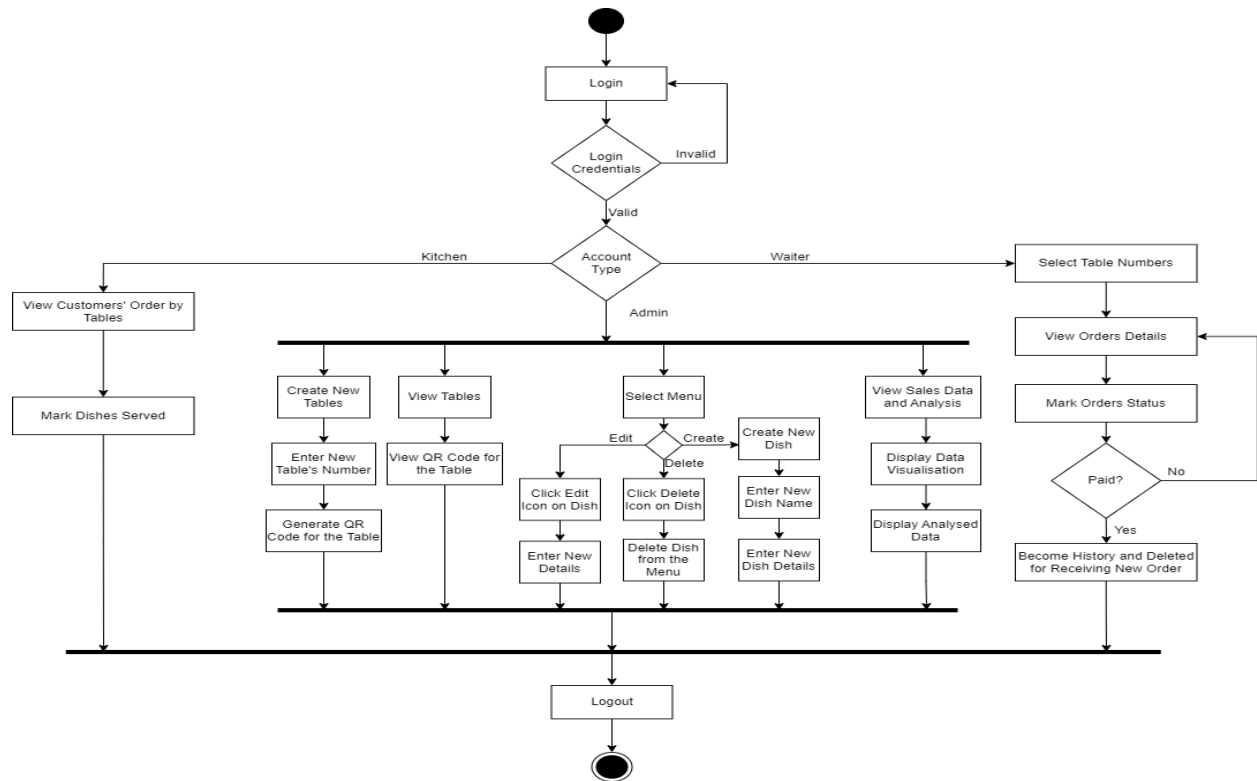 Login
Login
Credentials
Invalid
Valid
Account
Type
Kitchen
Waiter
Admin
View Customers' Order by
Tables
Mark Dishes Served
Create New
Tables
Enter New
Table's Number
Generate QR
Code for the Table
View Tables
View QR Code for
the Table
Select Menu
Edit
Create
Delete
Click Edit
Icon on Dish
Enter New
Details
Click Delete
Icon on Dish
Delete Dish
from the
Menu
Create New
Dish
Enter New
Dish Name
Enter New
Dish Details
View Sales Data
and Analysis
Display Data
Visualisation
Display Analysed
Data
Select Table Numbers
View Orders Details
Mark Orders Status
Paid?
No
Yes
Become History and Deleted
for Receiving New Order
Logout